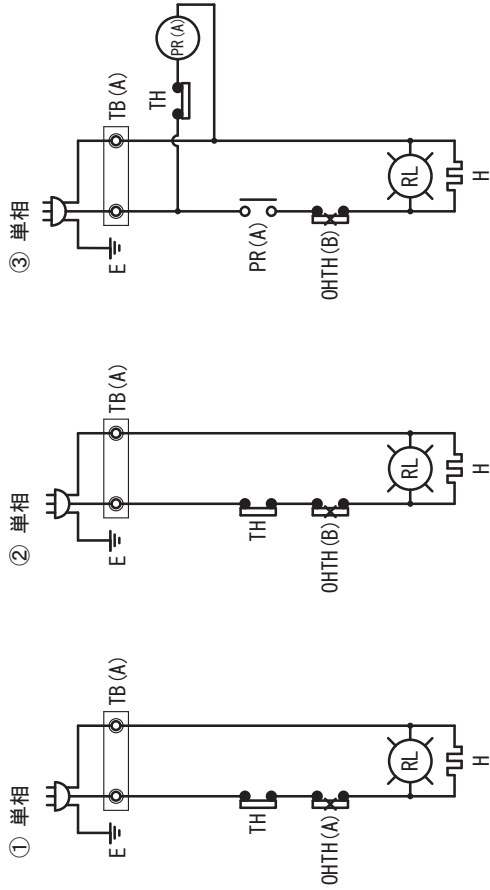 ① 単相
TB(A)
E
TH
OHTH(A)
RL
H
② 単相
TB(A)
E
TH
OHTH(B)
RL
H
③ 単相
TB(A)
E
TH
PR(A)
PR(A)
OHTH(B)
RL
H